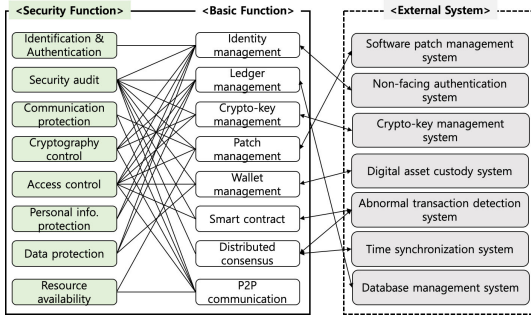 <Security Function>
<Basic Function>
<External System>
Identification &
Authentication
Security audit
Communication
protection
Cryptography
control
Access control
Personal info.
protection
Data protection
Resource
availability
Identity
management
Ledger
management
Crypto-key
management
Patch
management
Wallet
management
Smart contract
Distributed
consensus
P2P
communication
Software patch management
system
Non-facing authentication
system
Crypto-key management
system
Digital asset custody system
Abnormal transaction detection
system
Time synchronization system
Database management system